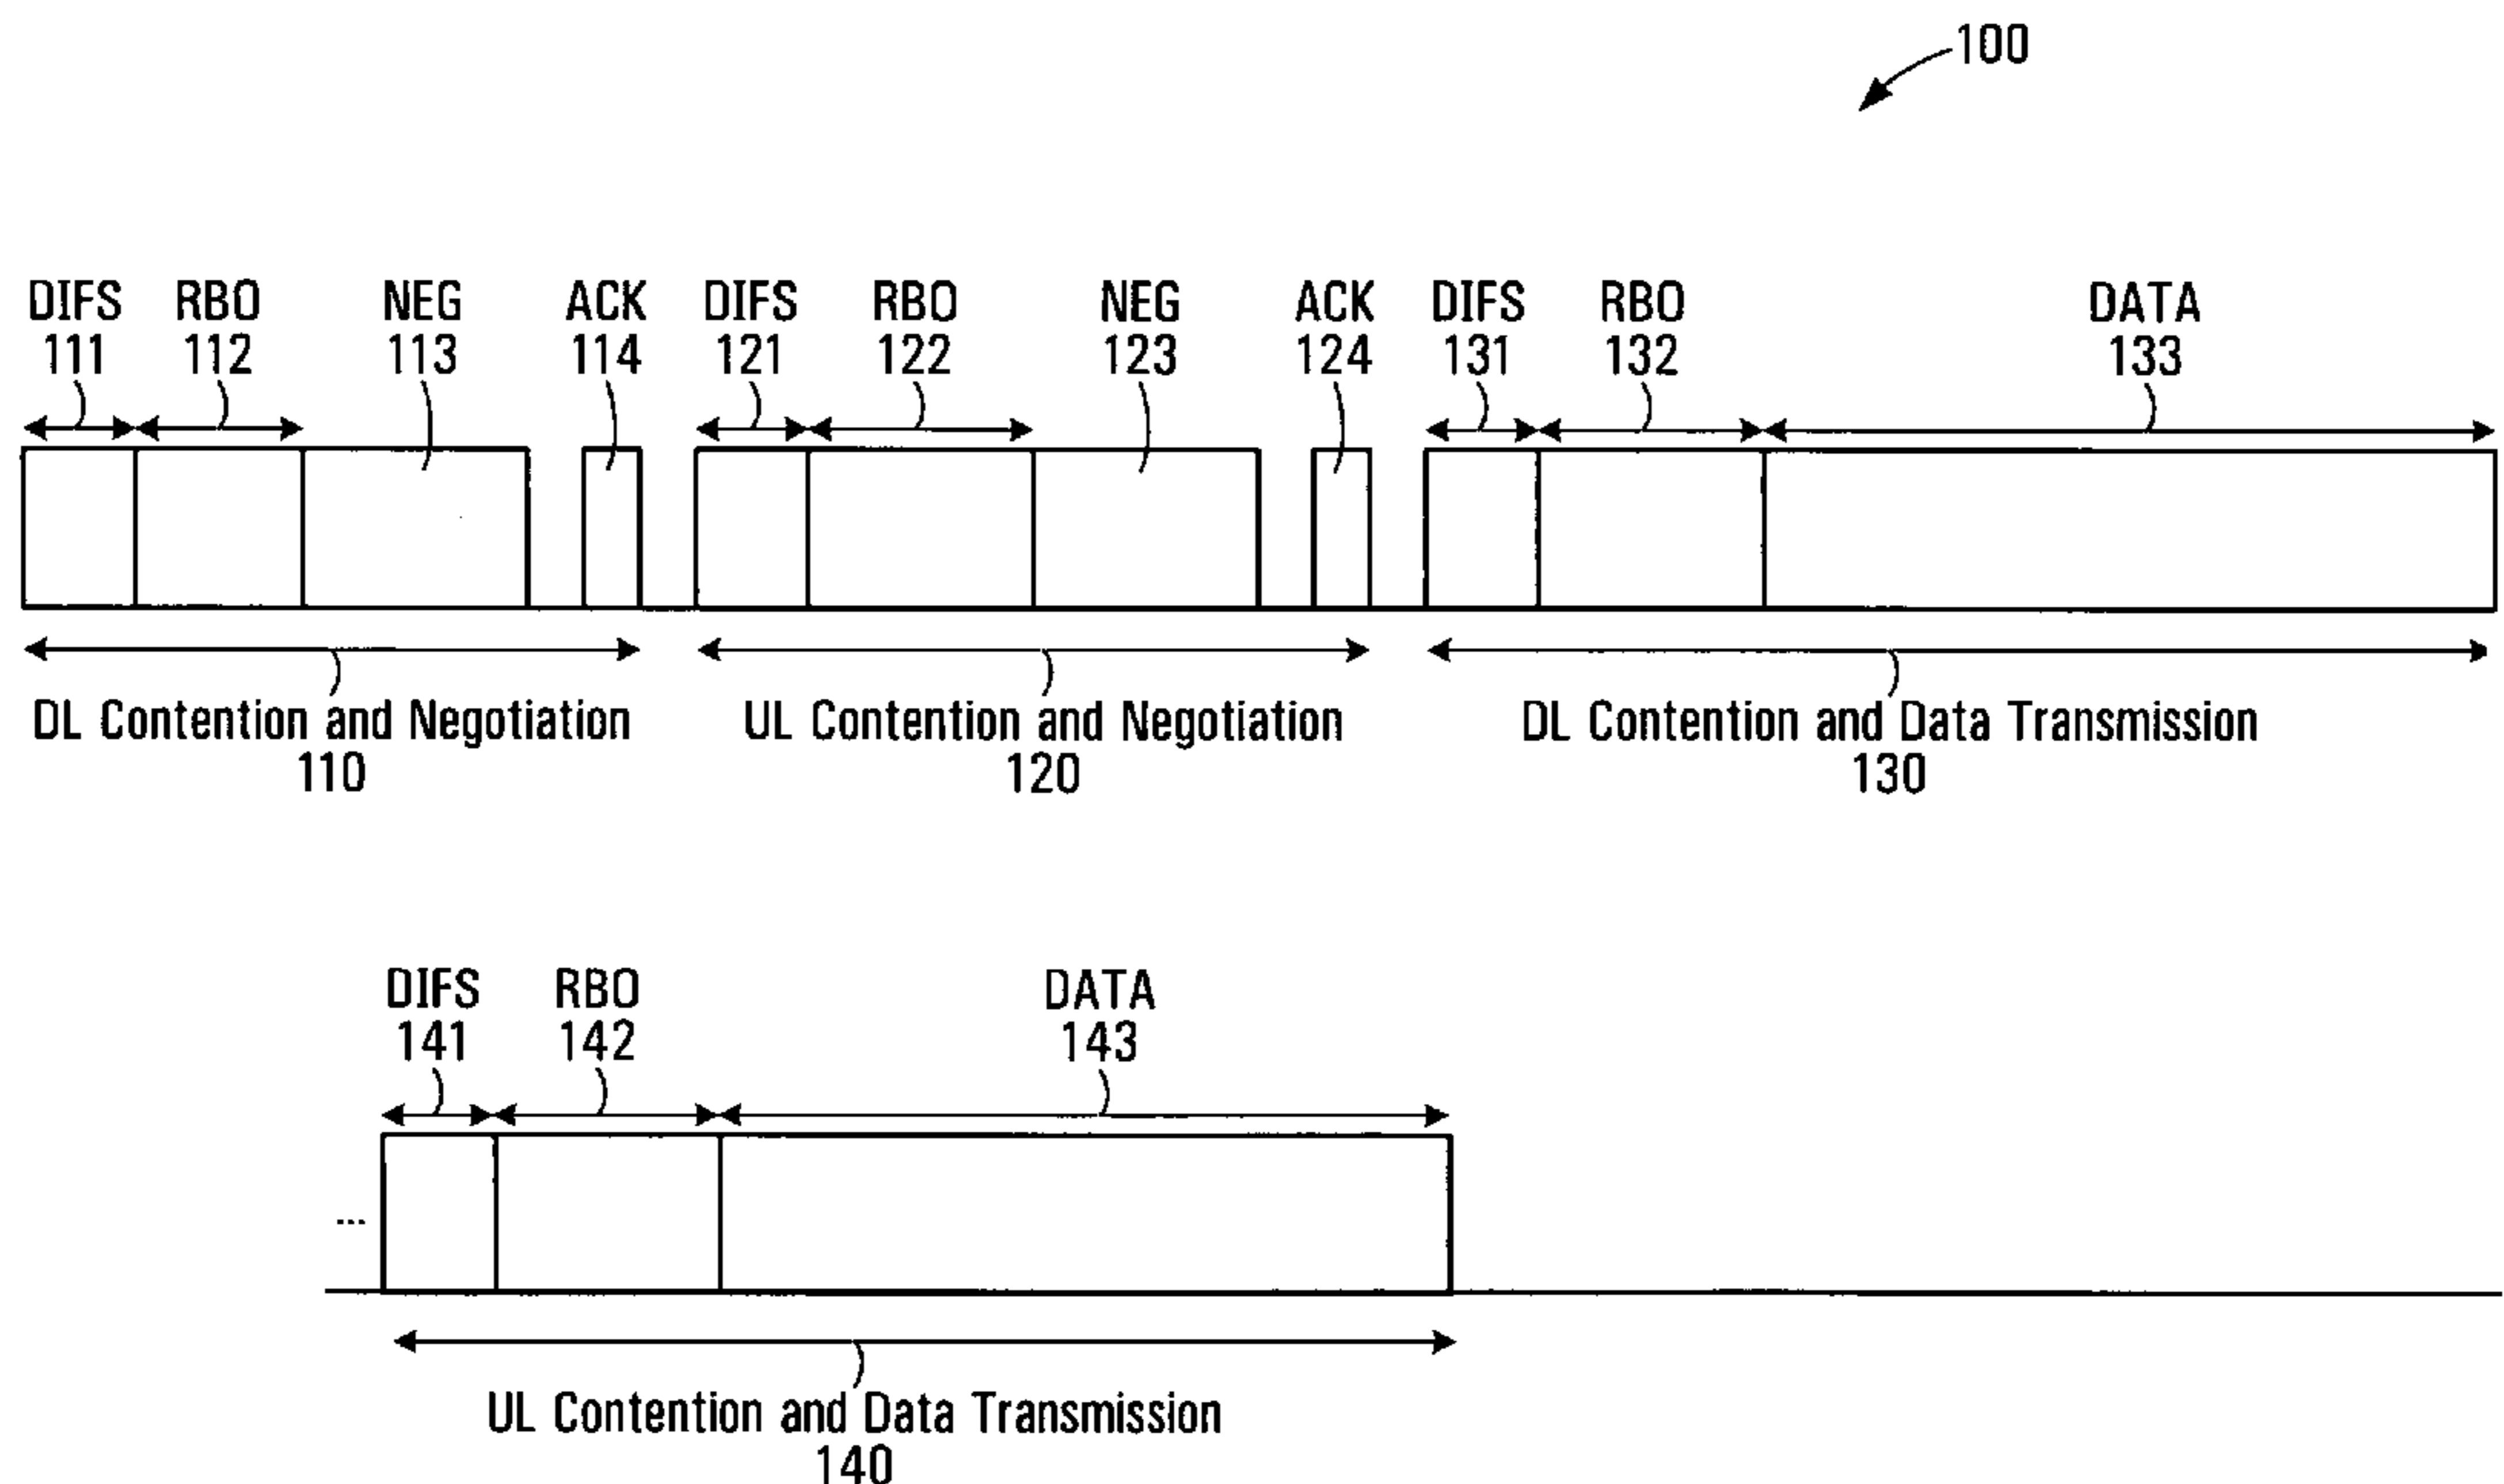 100
DIFS RBO NEG ACK DIFS RBO NEG ACK DIFS RBO DATA
111 112 113 114 121 122 123 124 131 132 133
DL Contention and Negotiation UL Contention and Negotiation DL Contention and Data Transmission
110 120 130
DIFS RBO DATA
141 142 143
...
UL Contention and Data Transmission
140